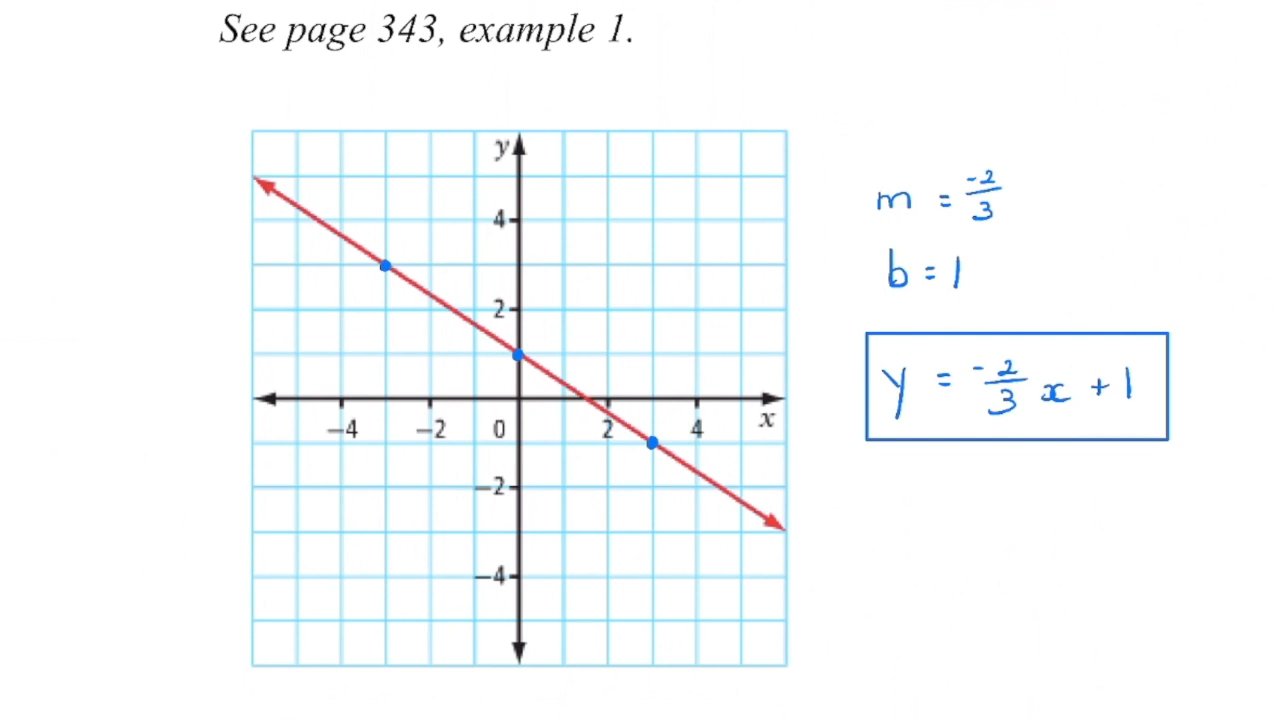 See page 343, example 1.
y
4
2
-4 -2 0 2 4 x
-2
-4
m = -2/3
b = 1
y = -2/3 x + 1